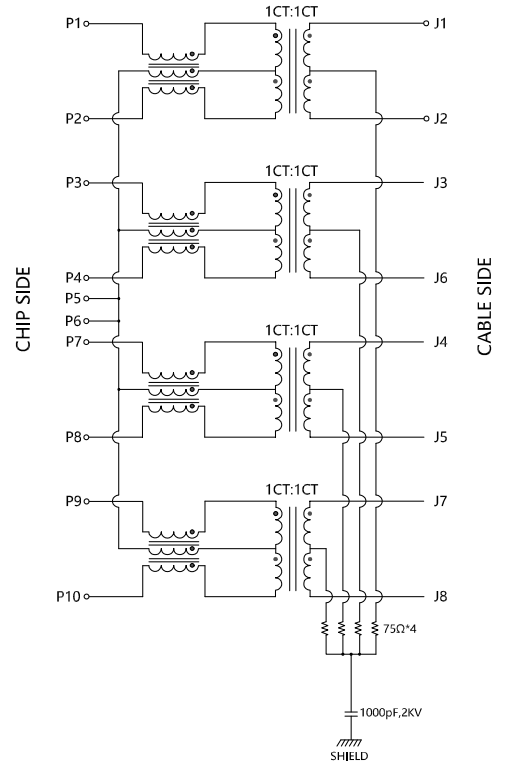 1CT:1CT
P1
J1
P2
J2
1CT:1CT
P3
J3
P4
J6
P5
P6
CHIP SIDE
CABLE SIDE
1CT:1CT
P7
J4
P8
J5
1CT:1CT
P9
J7
P10
J8
75Ω*4
1000pF,2KV
SHIELD